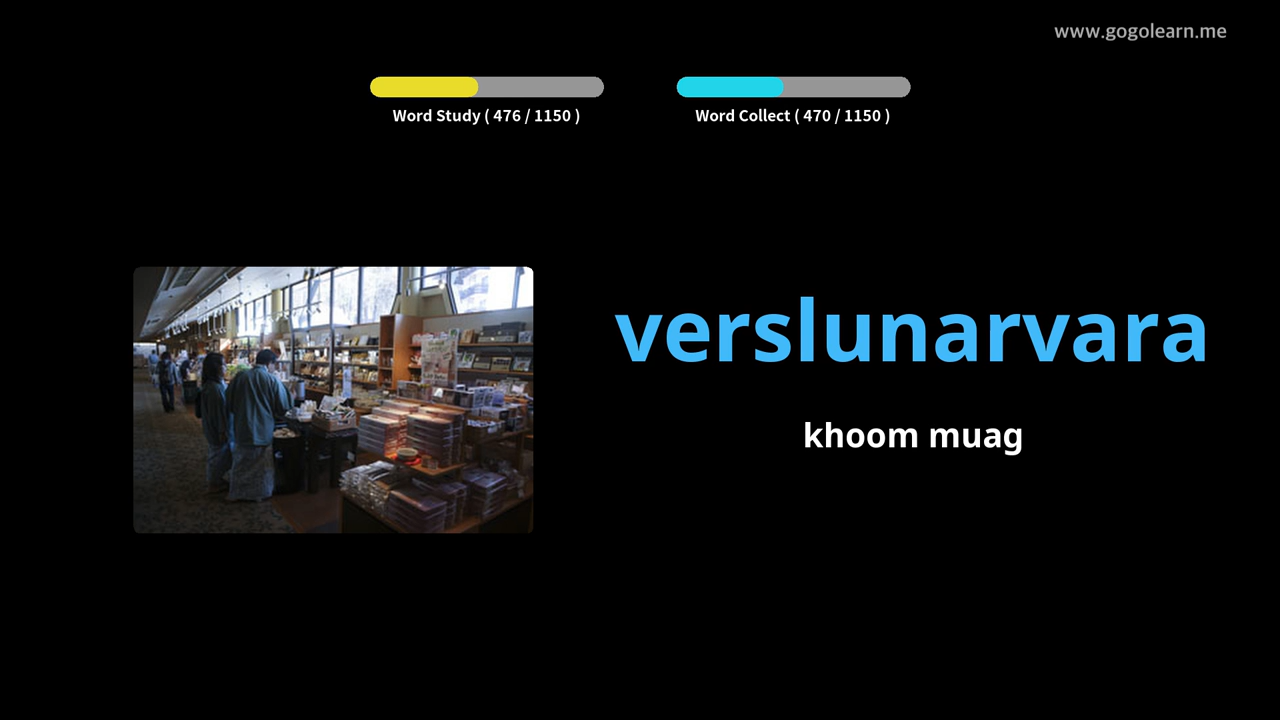 www.gogolearn.me
Word Study ( 476 / 1150 )
Word Collect ( 470 / 1150 )
verslunarvara
khoom muag